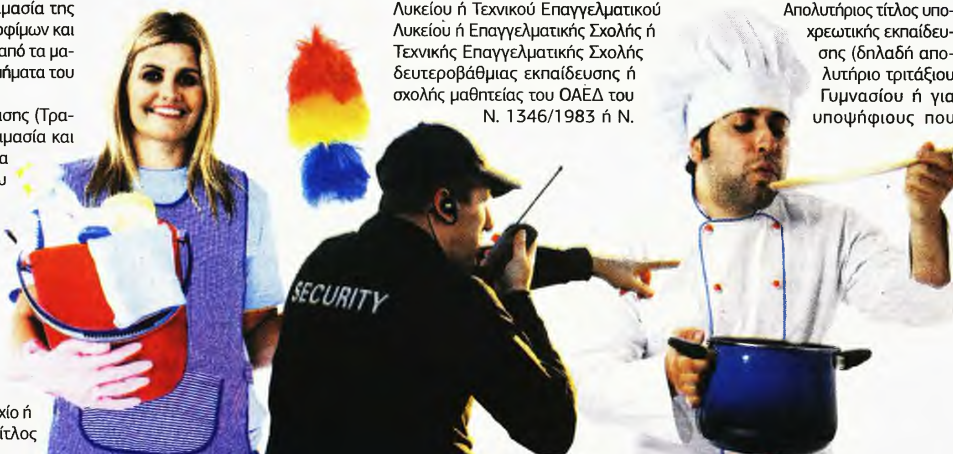 μασία της
οφίμων και
από τα μα-
μήματα του
σης (Τρα-
ιμασία και
α
υ
χίο ή
ίτλος
Λυκείου ή Τεχνικού Επαγγελματικού
Λυκείου ή Επαγγελματικής Σχολής ή
Τεχνικής Επαγγελματικής Σχολής
δευτεροβάθμιας εκπαίδευσης ή
σχολής μαθητείας του ΟΑΕΔ του
Ν. 1346/1983 ή Ν.
SECURITY
Απολυτήριος τίτλος υπο-
χρεωτικής εκπαίδευ-
σης (δηλαδή απο-
λυτήριο τριτάξιου
Γυμνασίου ή για
υποψήφιους που